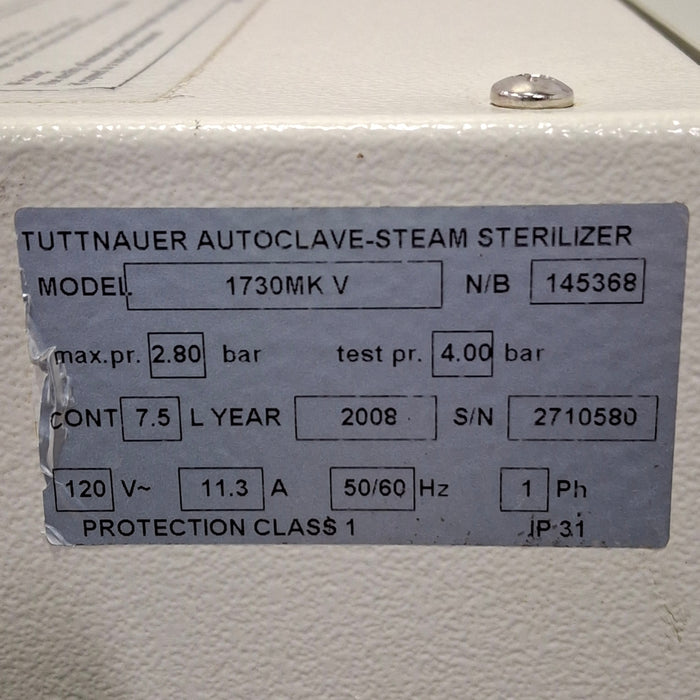 TUTTNAUER AUTOCLAVE-STEAM STERILIZER
MODEL 1730MK V N/B 145368
max.pr. 2.80 bar test pr. 4.00 bar
CONT 7.5 L YEAR 2008 S/N 2710580
120 V~ 11.3 A 50/60 Hz 1 Ph
PROTECTION CLASS 1 IP 31